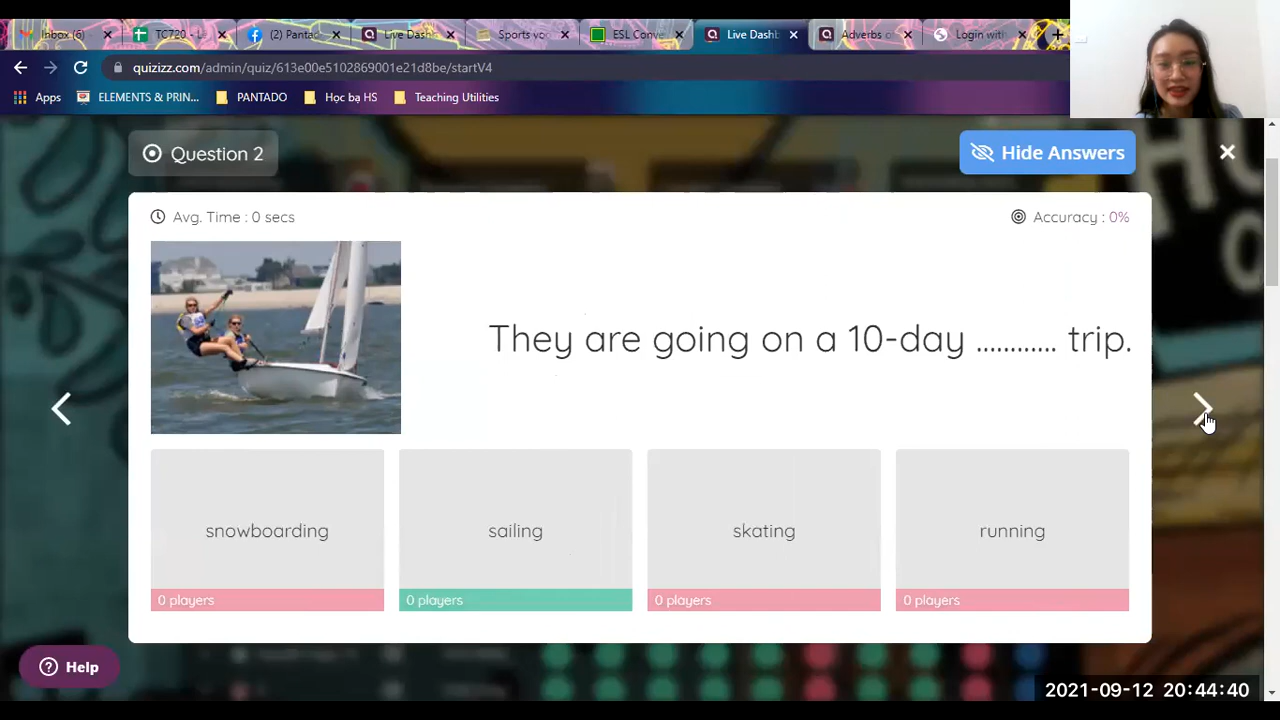 Inbox (6)
TC720 - L
(2) Panta
Live Dash
Sports vo
ESL Conve
Live Dashb
Adverbs o
Login with
quizizz.com/admin/quiz/613e00e5102869001e21d8be/startV4
Apps
ELEMENTS & PRIN...
PANTADO
Học bạ HS
Teaching Utilities
Question 2
Hide Answers
Avg. Time : 0 secs
Accuracy : 0%
They are going on a 10-day ............ trip.
snowboarding
sailing
skating
running
0 players
0 players
0 players
0 players
Help
2021-09-12 20:44:40